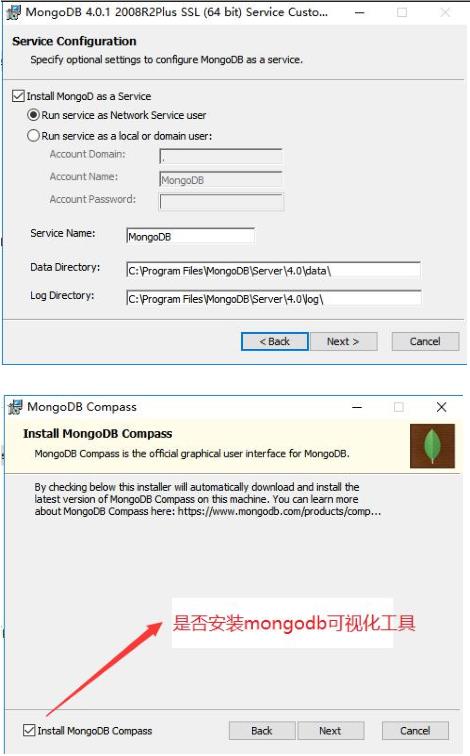 MongoDB 4.0.1 2008R2Plus SSL (64 bit) Service Custo...
Service Configuration
Specify optional settings to configure MongoDB as a service.
Install MongoD as a Service
Run service as Network Service user
Run service as a local or domain user:
Account Domain:
.
Account Name:
MongoDB
Account Password:
Service Name:
MongoDB
Data Directory:
C:\Program Files\MongoDB\Server\4.0\data\
Log Directory:
C:\Program Files\MongoDB\Server\4.0\log\
< Back
Next >
Cancel
MongoDB Compass
Install MongoDB Compass
MongoDB Compass is the official graphical user interface for MongoDB.
By checking below this installer will automatically download and install the
latest version of MongoDB Compass on this machine. You can learn more
about MongoDB Compass here: https://www.mongodb.com/products/comp...
是否安装mongodb可视化工具
Install MongoDB Compass
Back
Next
Cancel